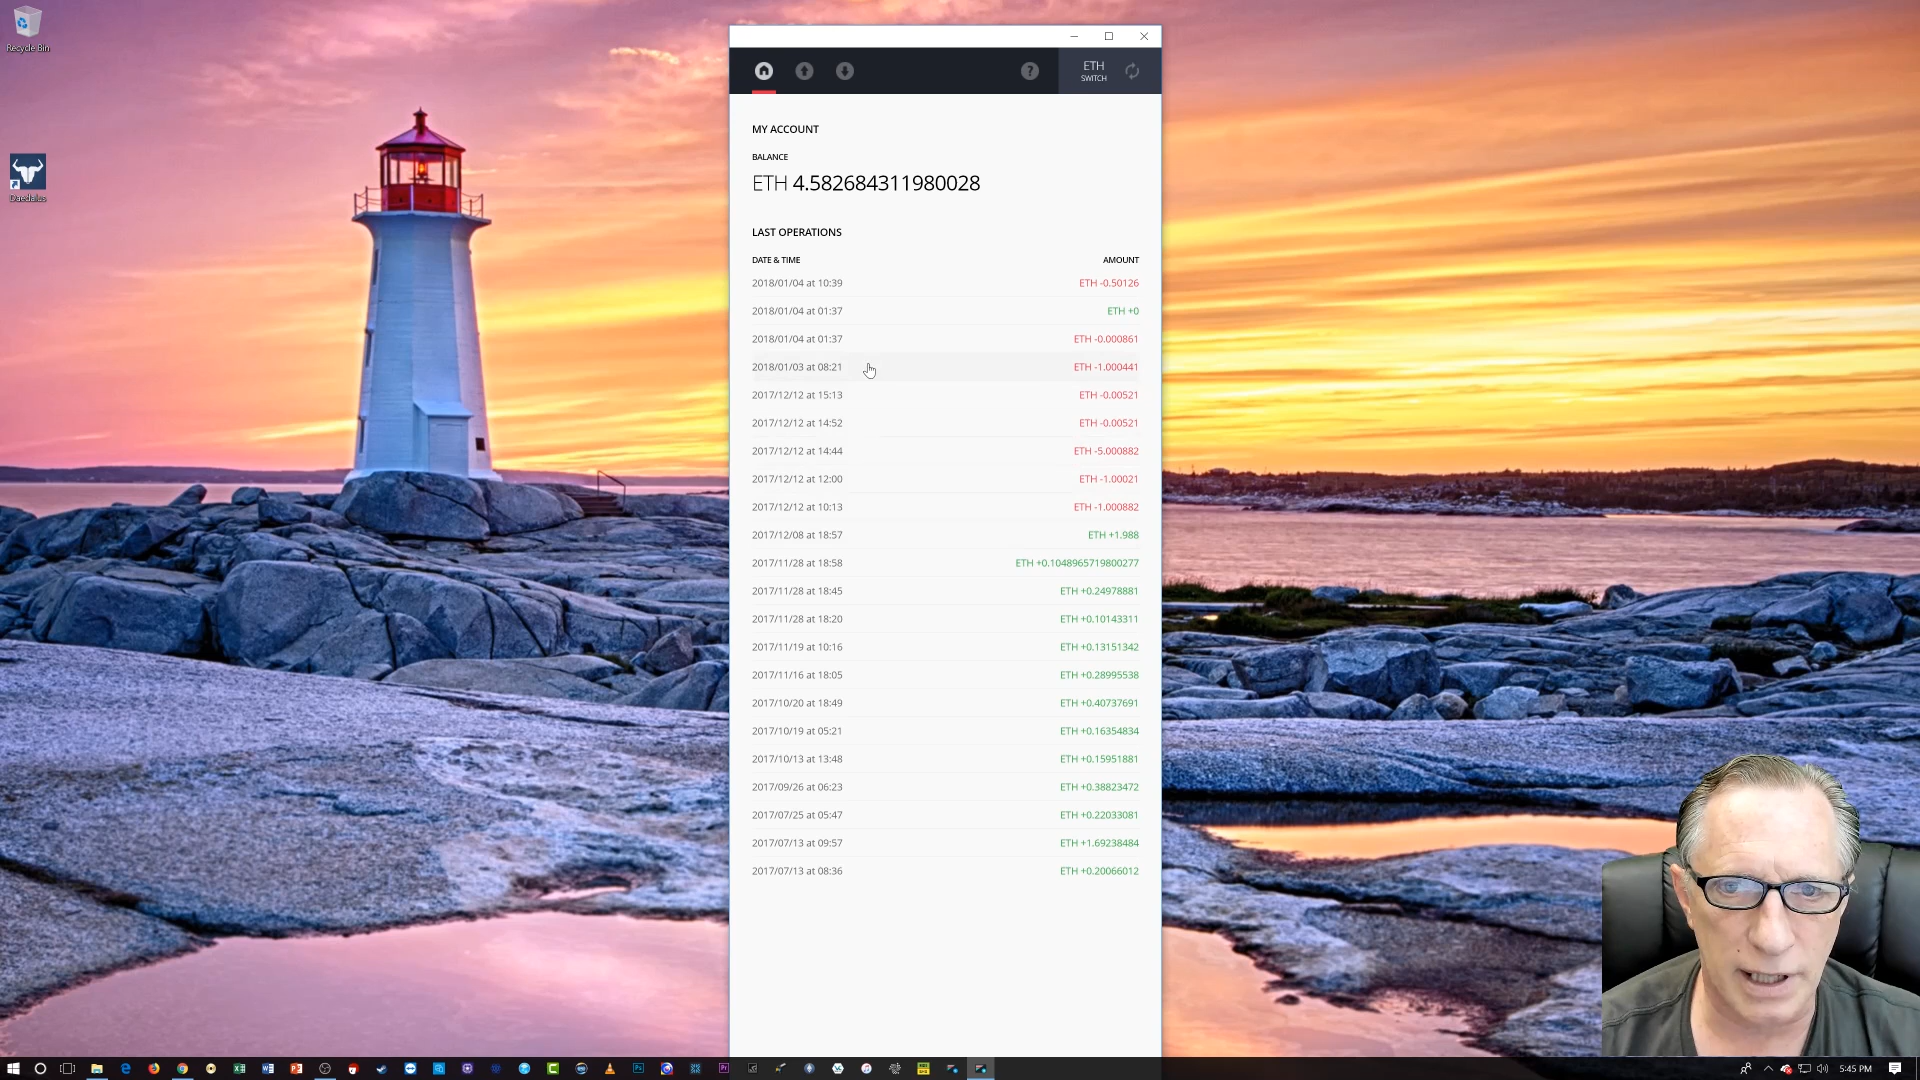 Recycle Bin
Daedalus
ETH
SWITCH
?
MY ACCOUNT
BALANCE
ETH 4.582684311980028
LAST OPERATIONS
DATE & TIME AMOUNT
2018/01/04 at 10:39 ETH -0.50126
2018/01/04 at 01:37 ETH +0
2018/01/04 at 01:37 ETH -0.000861
2018/01/03 at 08:21 ETH -1.000441
2017/12/12 at 15:13 ETH -0.00521
2017/12/12 at 14:52 ETH -0.00521
2017/12/12 at 14:44 ETH -5.000882
2017/12/12 at 12:00 ETH -1.00021
2017/12/12 at 10:13 ETH -1.000882
2017/12/08 at 18:57 ETH +1.988
2017/11/28 at 18:58 ETH +0.1048965719800277
2017/11/28 at 18:45 ETH +0.24978881
2017/11/28 at 18:20 ETH +0.10143311
2017/11/19 at 10:16 ETH +0.13151342
2017/11/16 at 18:05 ETH +0.28995538
2017/10/20 at 18:49 ETH +0.40737691
2017/10/19 at 05:21 ETH +0.16354834
2017/10/13 at 13:48 ETH +0.15951881
2017/09/26 at 06:23 ETH +0.38823472
2017/07/25 at 05:47 ETH +0.22033081
2017/07/13 at 09:57 ETH +1.69238484
2017/07/13 at 08:36 ETH +0.20066012
5:45 PM